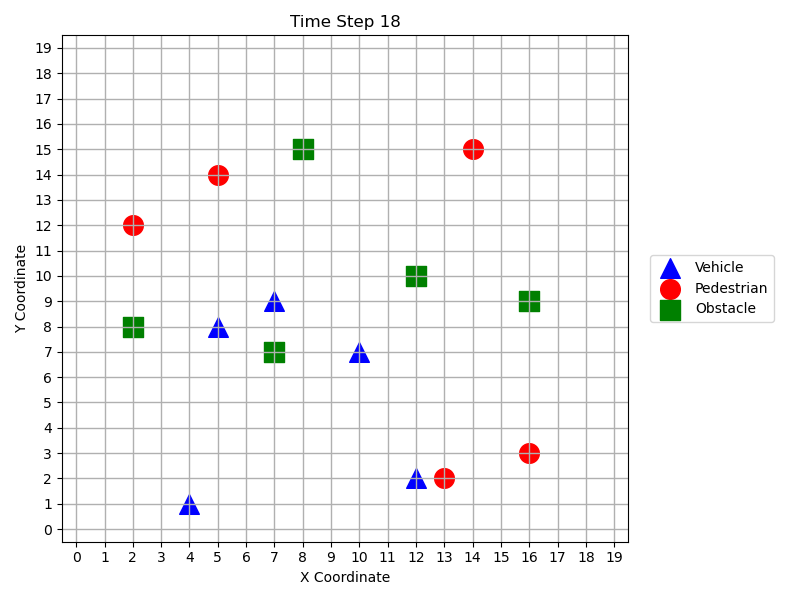 Time Step 18
19
18
17
16
15
14
13
12
11
10
9
8
7
6
5
4
3
2
1
0
Y Coordinate
0 1 2 3 4 5 6 7 8 9 10 11 12 13 14 15 16 17 18 19
X Coordinate
Vehicle
Pedestrian
Obstacle